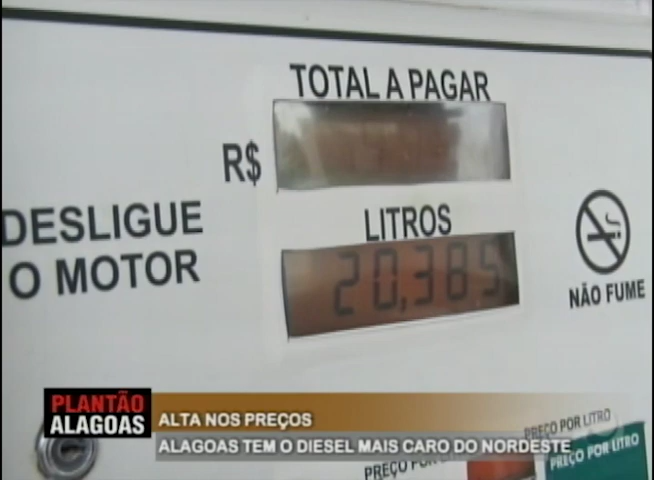 TOTAL A PAGAR
R$
DESLIGUE
O MOTOR
LITROS
20,385
NÃO FUME
PLANTÃO
ALAGOAS
ALTA NOS PREÇOS
ALAGOAS TEM O DIESEL MAIS CARO DO NORDESTE
PREÇO POR LITRO
PREÇO POR
PREÇO POR LITRO